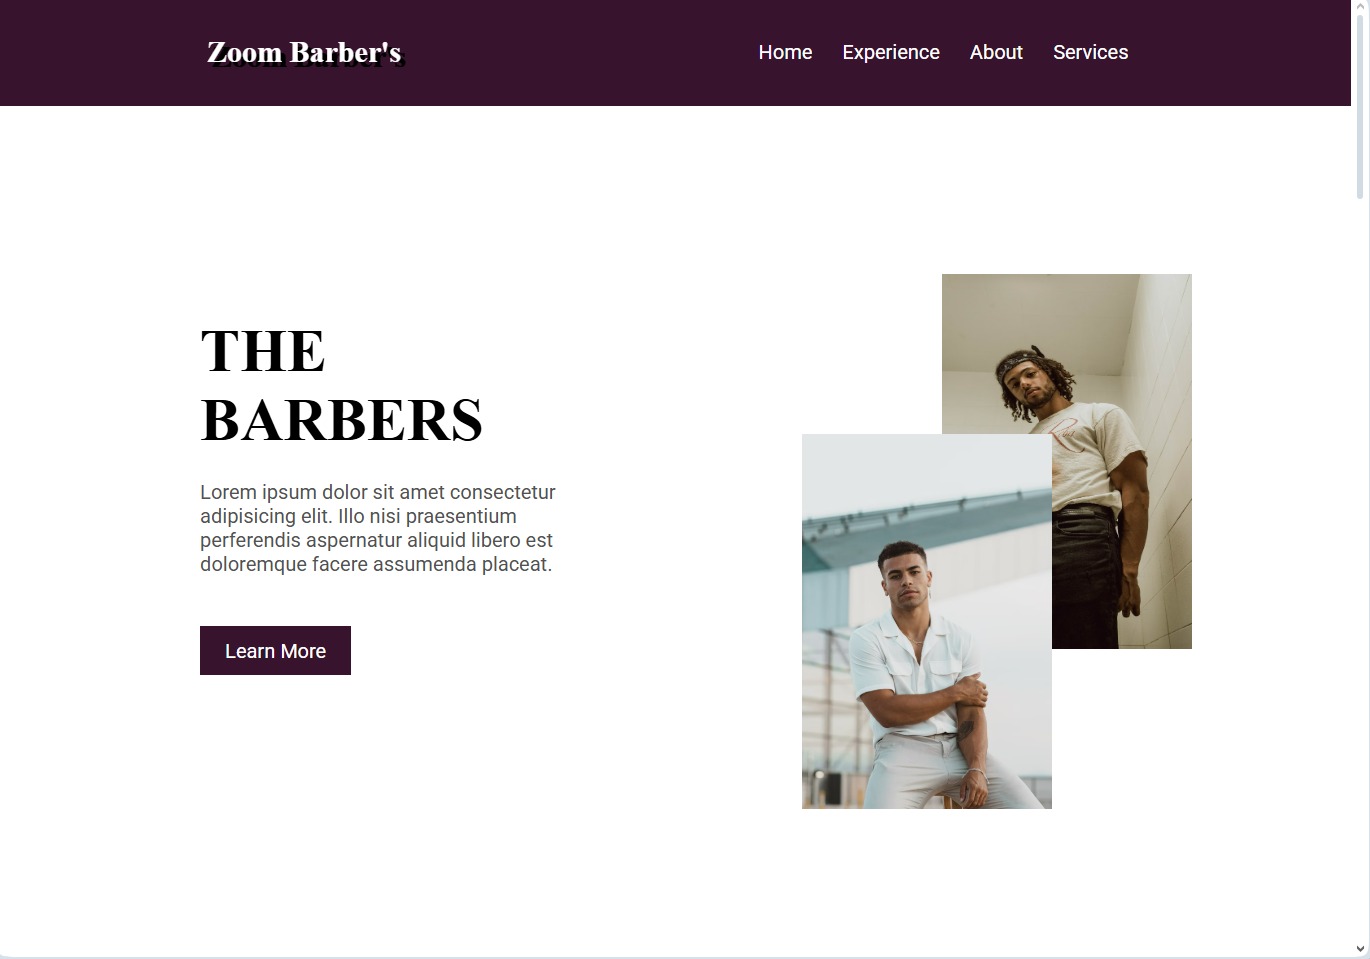 Zoom Barber's
Home Experience About Services
THE
BARBERS
Lorem ipsum dolor sit amet consectetur
adipisicing elit. Illo nisi praesentium
perferendis aspernatur aliquid libero est
doloremque facere assumenda placeat.
Learn More